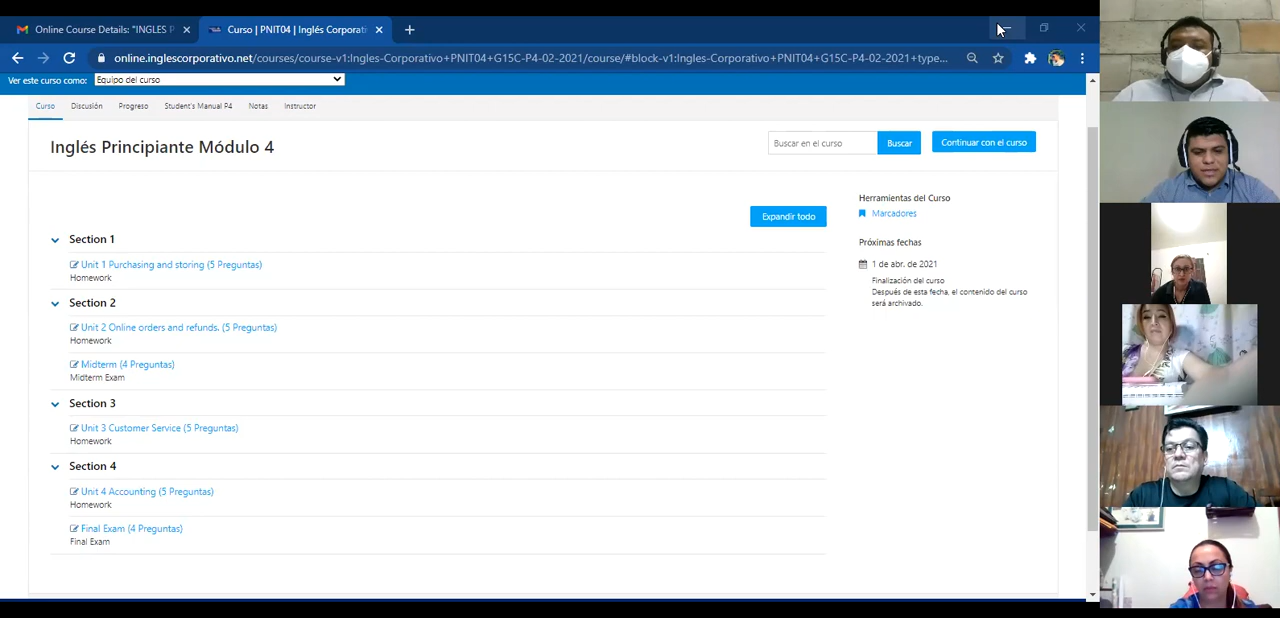 Online Course Details: "INGLES P
Curso | PNIT04 | Inglés Corporati
online.inglescorporativo.net/courses/course-v1:Ingles-Corporativo+PNIT04+G15C-P4-02-2021+type...course/#block-v1:Ingles-Corporativo+PNIT04+G15C-P4-02-2021+type...
Ver este curso como:
Equipo del curso
Curso
Discusión
Progreso
Student's Manual P4
Notas
Instructor
Inglés Principiante Módulo 4
Buscar en el curso
Buscar
Continuar con el curso
Expandir todo
Herramientas del Curso
Marcadores
Próximas fechas
1 de abr. de 2021
Finalización del curso
Después de esta fecha, el contenido del curso
será archivado.
Section 1
Unit 1 Purchasing and storing (5 Preguntas)
Homework
Section 2
Unit 2 Online orders and refunds. (5 Preguntas)
Homework
Midterm (4 Preguntas)
Midterm Exam
Section 3
Unit 3 Customer Service (5 Preguntas)
Homework
Section 4
Unit 4 Accounting (5 Preguntas)
Homework
Final Exam (4 Preguntas)
Final Exam